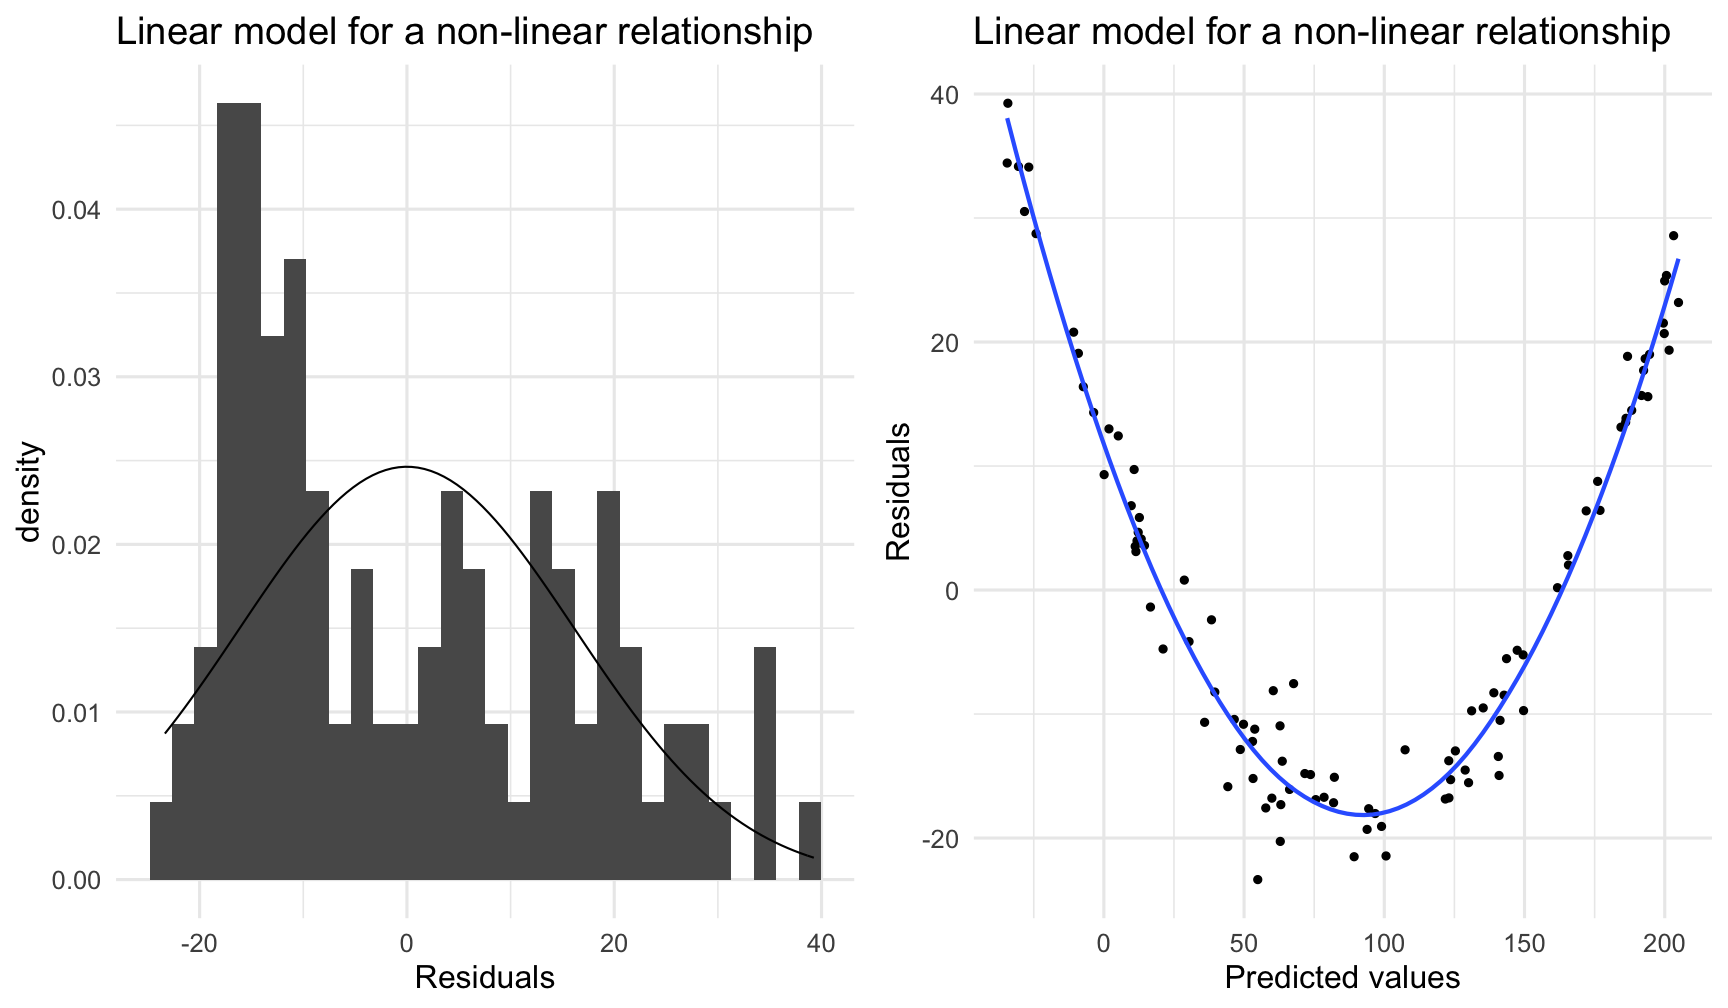 Linear model for a non-linear relationship
density
0.04
0.03
0.02
0.01
0.00
-20 0 20 40
Residuals
Linear model for a non-linear relationship
Residuals
40
20
0
-20
0 50 100 150 200
Predicted values